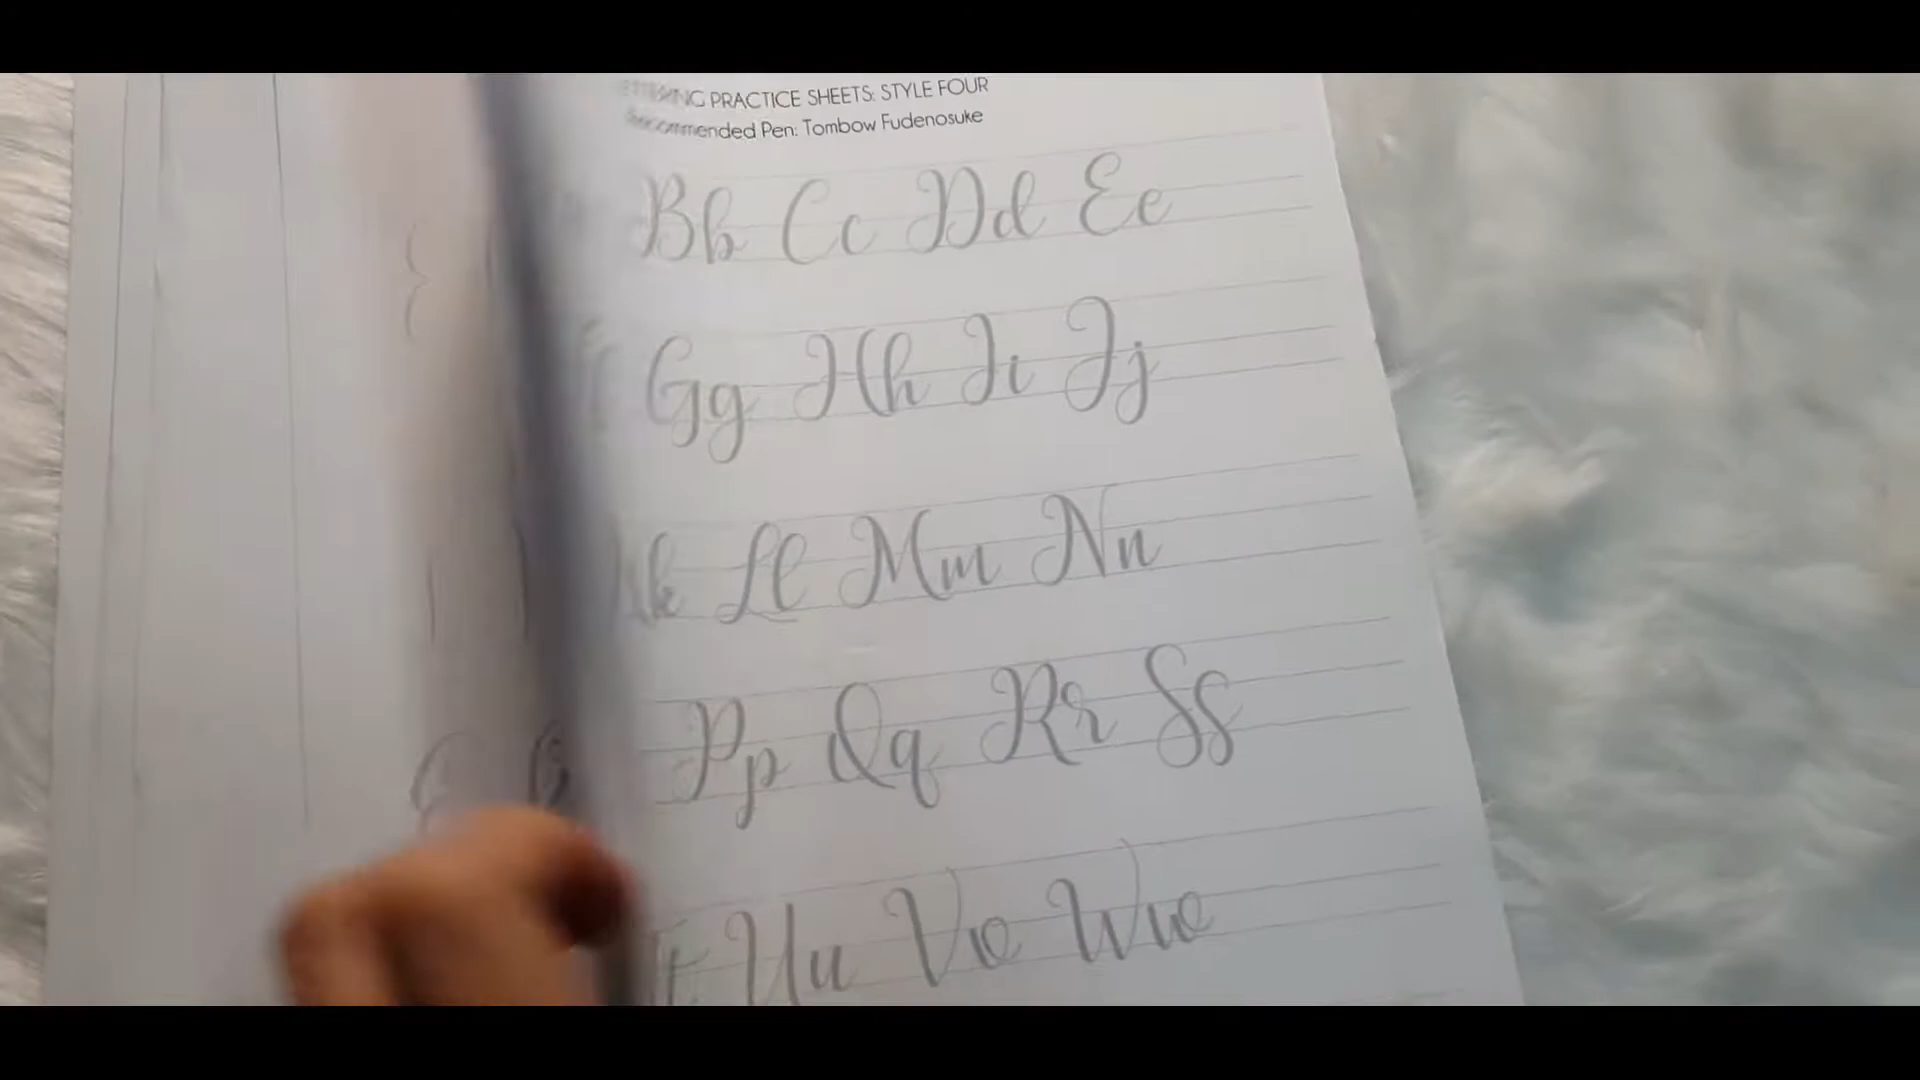 PRACTICE SHEETS: STYLE FOUR
Recommended Pen: Tombow Fudenosuke
Bb Cc Dd Ee
Gg Hh Ii Jj
Ll Mm Nn
Pp Qq Rr Ss
Uu Vv Ww